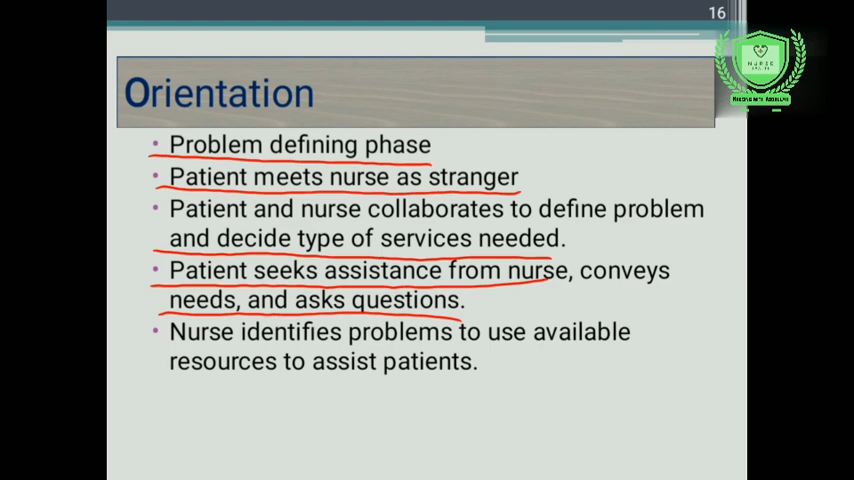 16
NURSE
Orientation
• Problem defining phase
• Patient meets nurse as stranger
• Patient and nurse collaborates to define problem
and decide type of services needed.
• Patient seeks assistance from nurse, conveys
needs, and asks questions.
• Nurse identifies problems to use available
resources to assist patients.